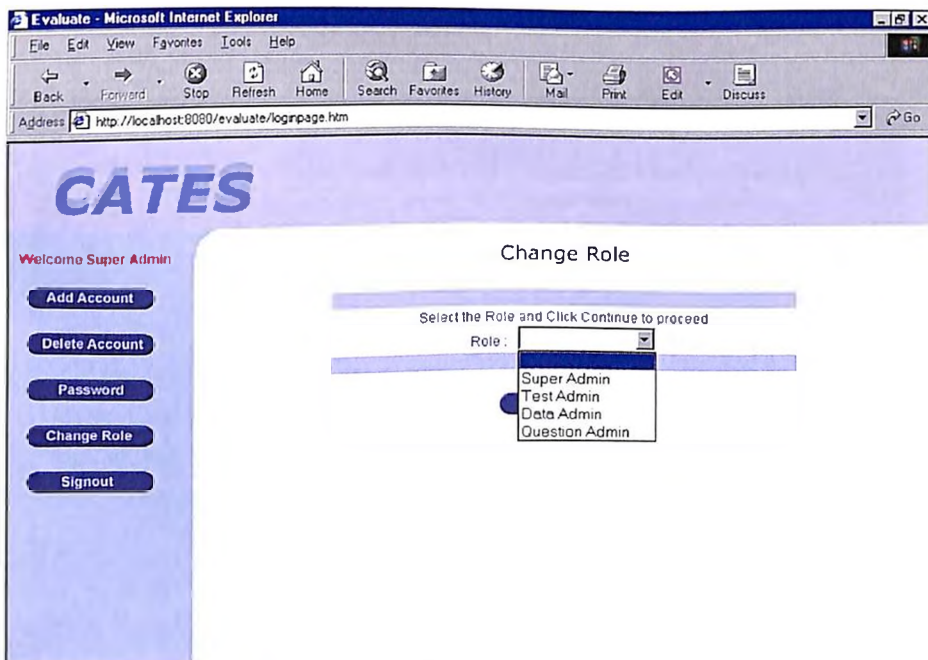 Evaluate - Microsoft Internet Explorer
File Edit View Favorites Tools Help
Back Forward Stop Refresh Home Search Favorites History Mail Print Edit Discuss
Address http://localhost:8080/evaluate/loginpage.htm Go
CATES
Welcome Super Admin
Add Account
Delete Account
Password
Change Role
Signout
Change Role
Select the Role and Click Continue to proceed
Role :
Super Admin
Test Admin
Data Admin
Question Admin